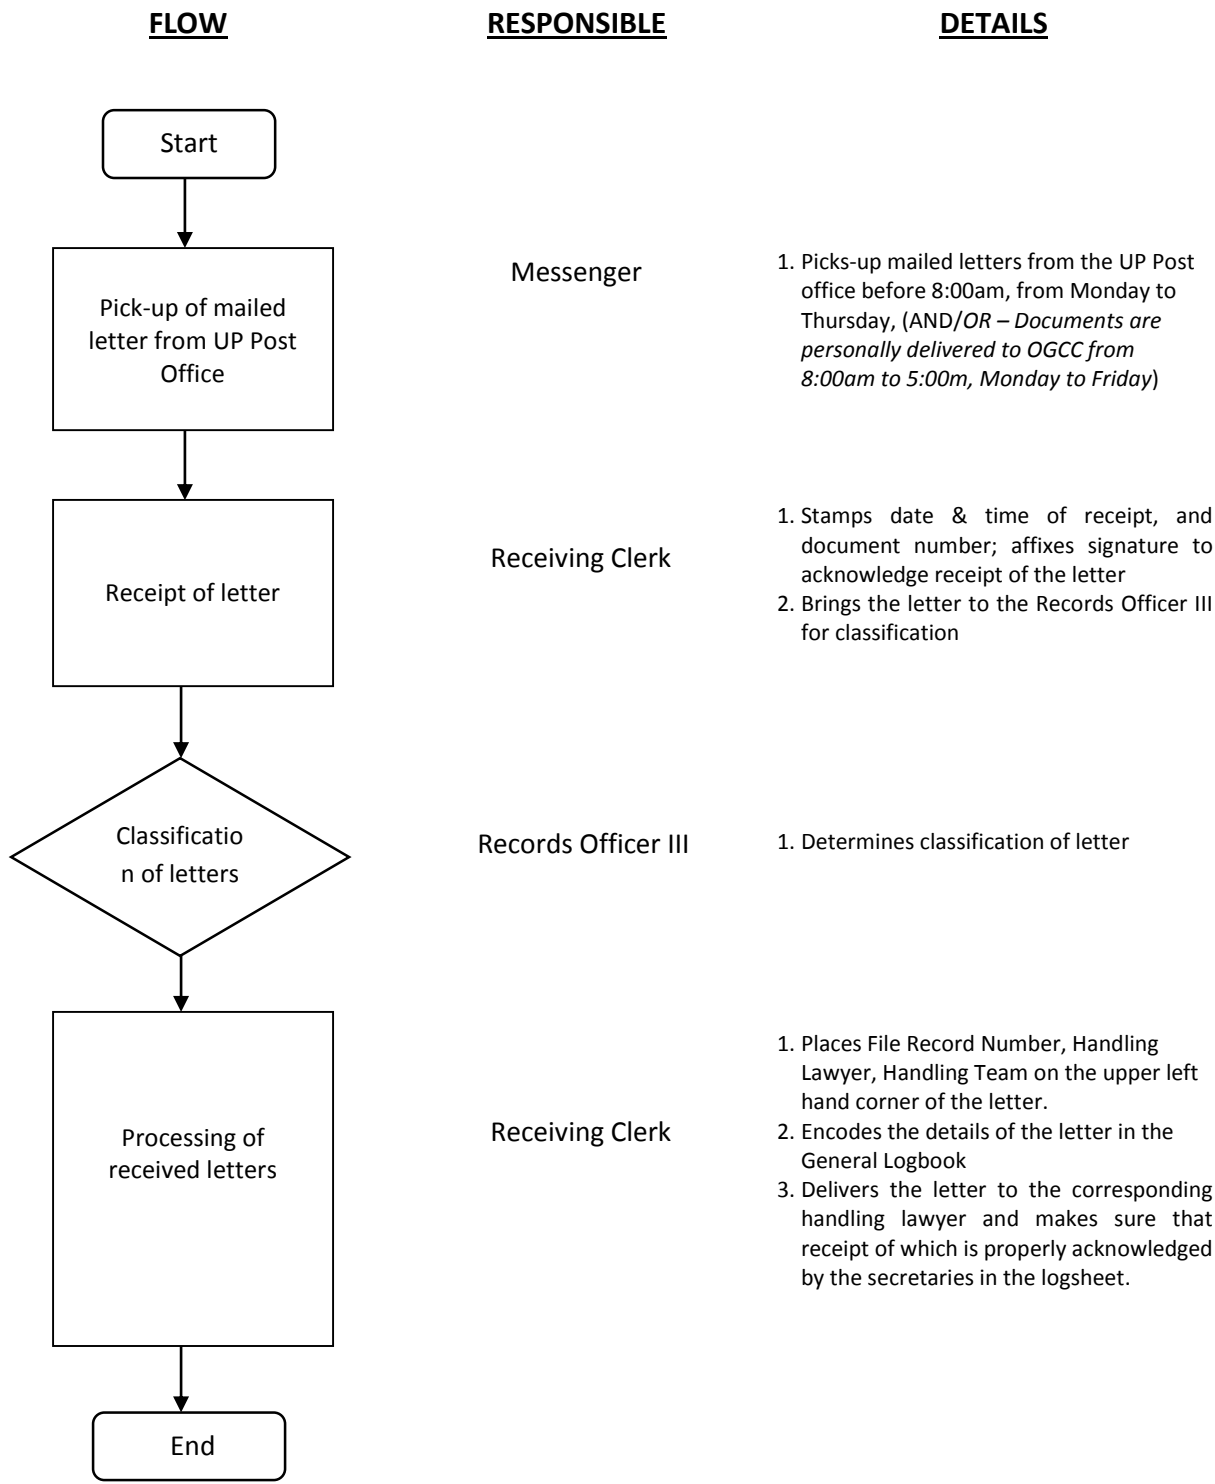 FLOW
RESPONSIBLE
DETAILS
Start
Pick-up of mailed
letter from UP Post
Office
Messenger
1. Picks-up mailed letters from the UP Post
office before 8:00am, from Monday to
Thursday, (AND/OR – Documents are
personally delivered to OGCC from
8:00am to 5:00m, Monday to Friday)
Receipt of letter
Receiving Clerk
1. Stamps date & time of receipt, and
document number; affixes signature to
acknowledge receipt of the letter
2. Brings the letter to the Records Officer III
for classification
Classificatio
n of letters
Records Officer III
1. Determines classification of letter
Processing of
received letters
Receiving Clerk
1. Places File Record Number, Handling
Lawyer, Handling Team on the upper left
hand corner of the letter.
2. Encodes the details of the letter in the
General Logbook
3. Delivers the letter to the corresponding
handling lawyer and makes sure that
receipt of which is properly acknowledged
by the secretaries in the logsheet.
End